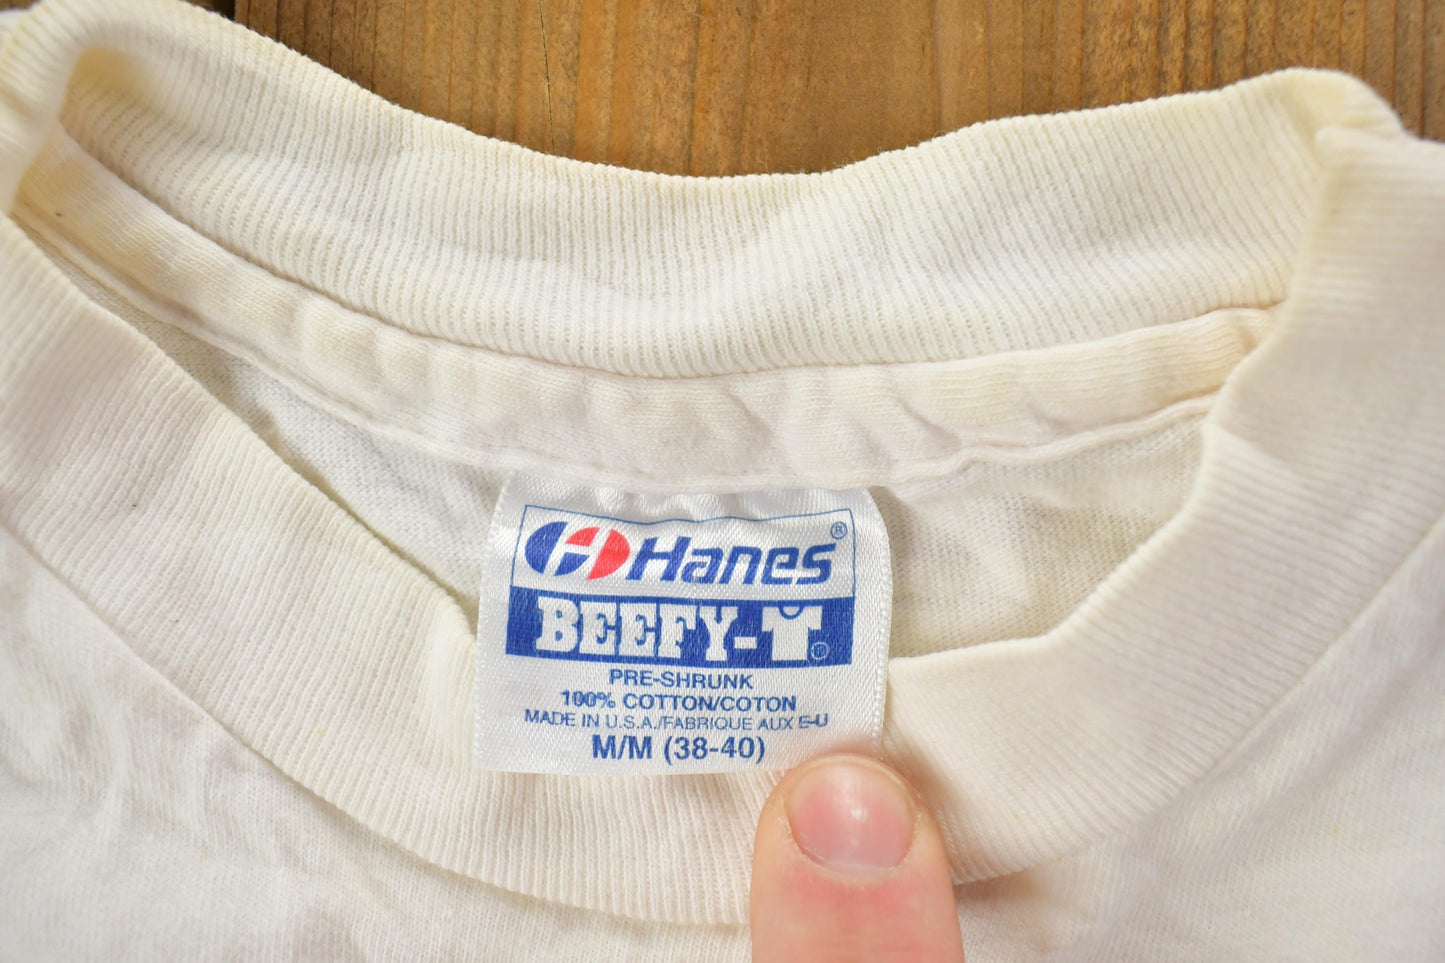 Hanes®
BEEFY-T®
PRE-SHRUNK
100% COTTON/COTON
MADE IN U.S.A./FABRIQUE AUX E-U
M/M (38-40)